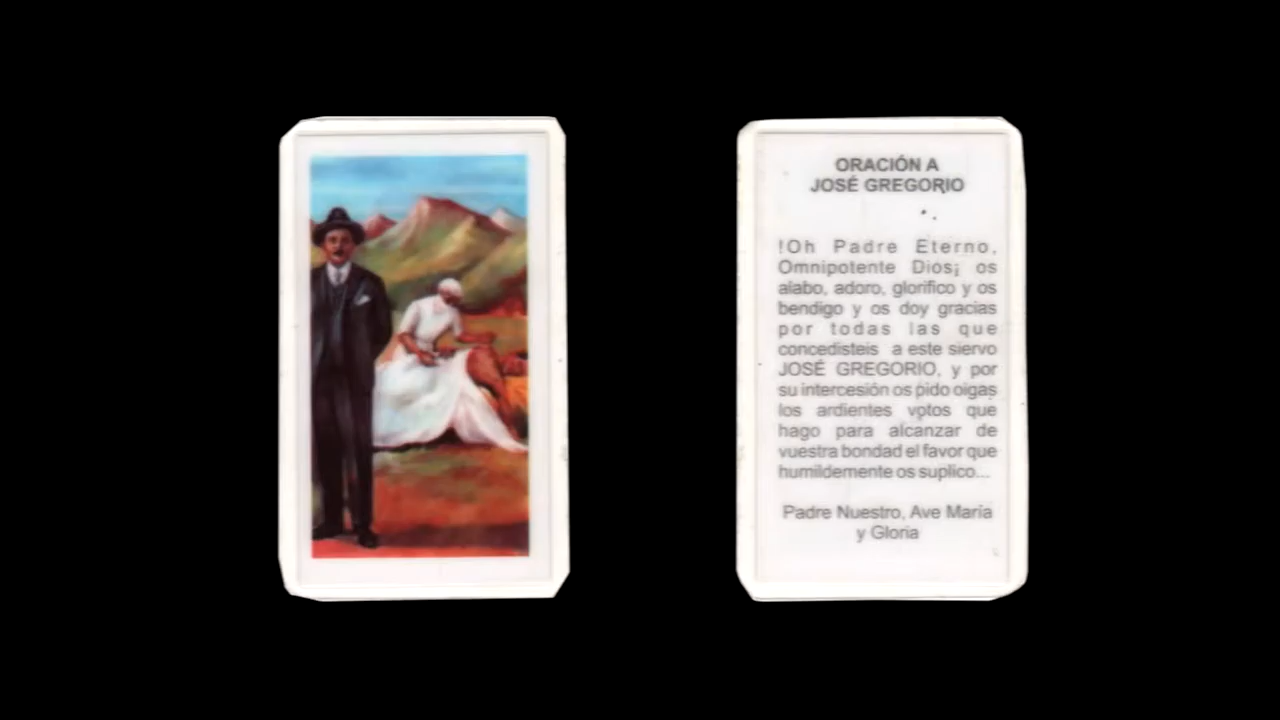 ORACIÓN A
JOSÉ GREGORIO
!Oh Padre Eterno,
Omnipotente Dios¡ os
alabo, adoro, glorifico y os
bendigo y os doy gracias
por todas las que
concedisteis a este siervo
JOSÉ GREGORIO, y por
su intercesión os pido oigas
los ardientes votos que
hago para alcanzar de
vuestra bondad el favor que
humildemente os suplico...
Padre Nuestro, Ave María
y Gloria